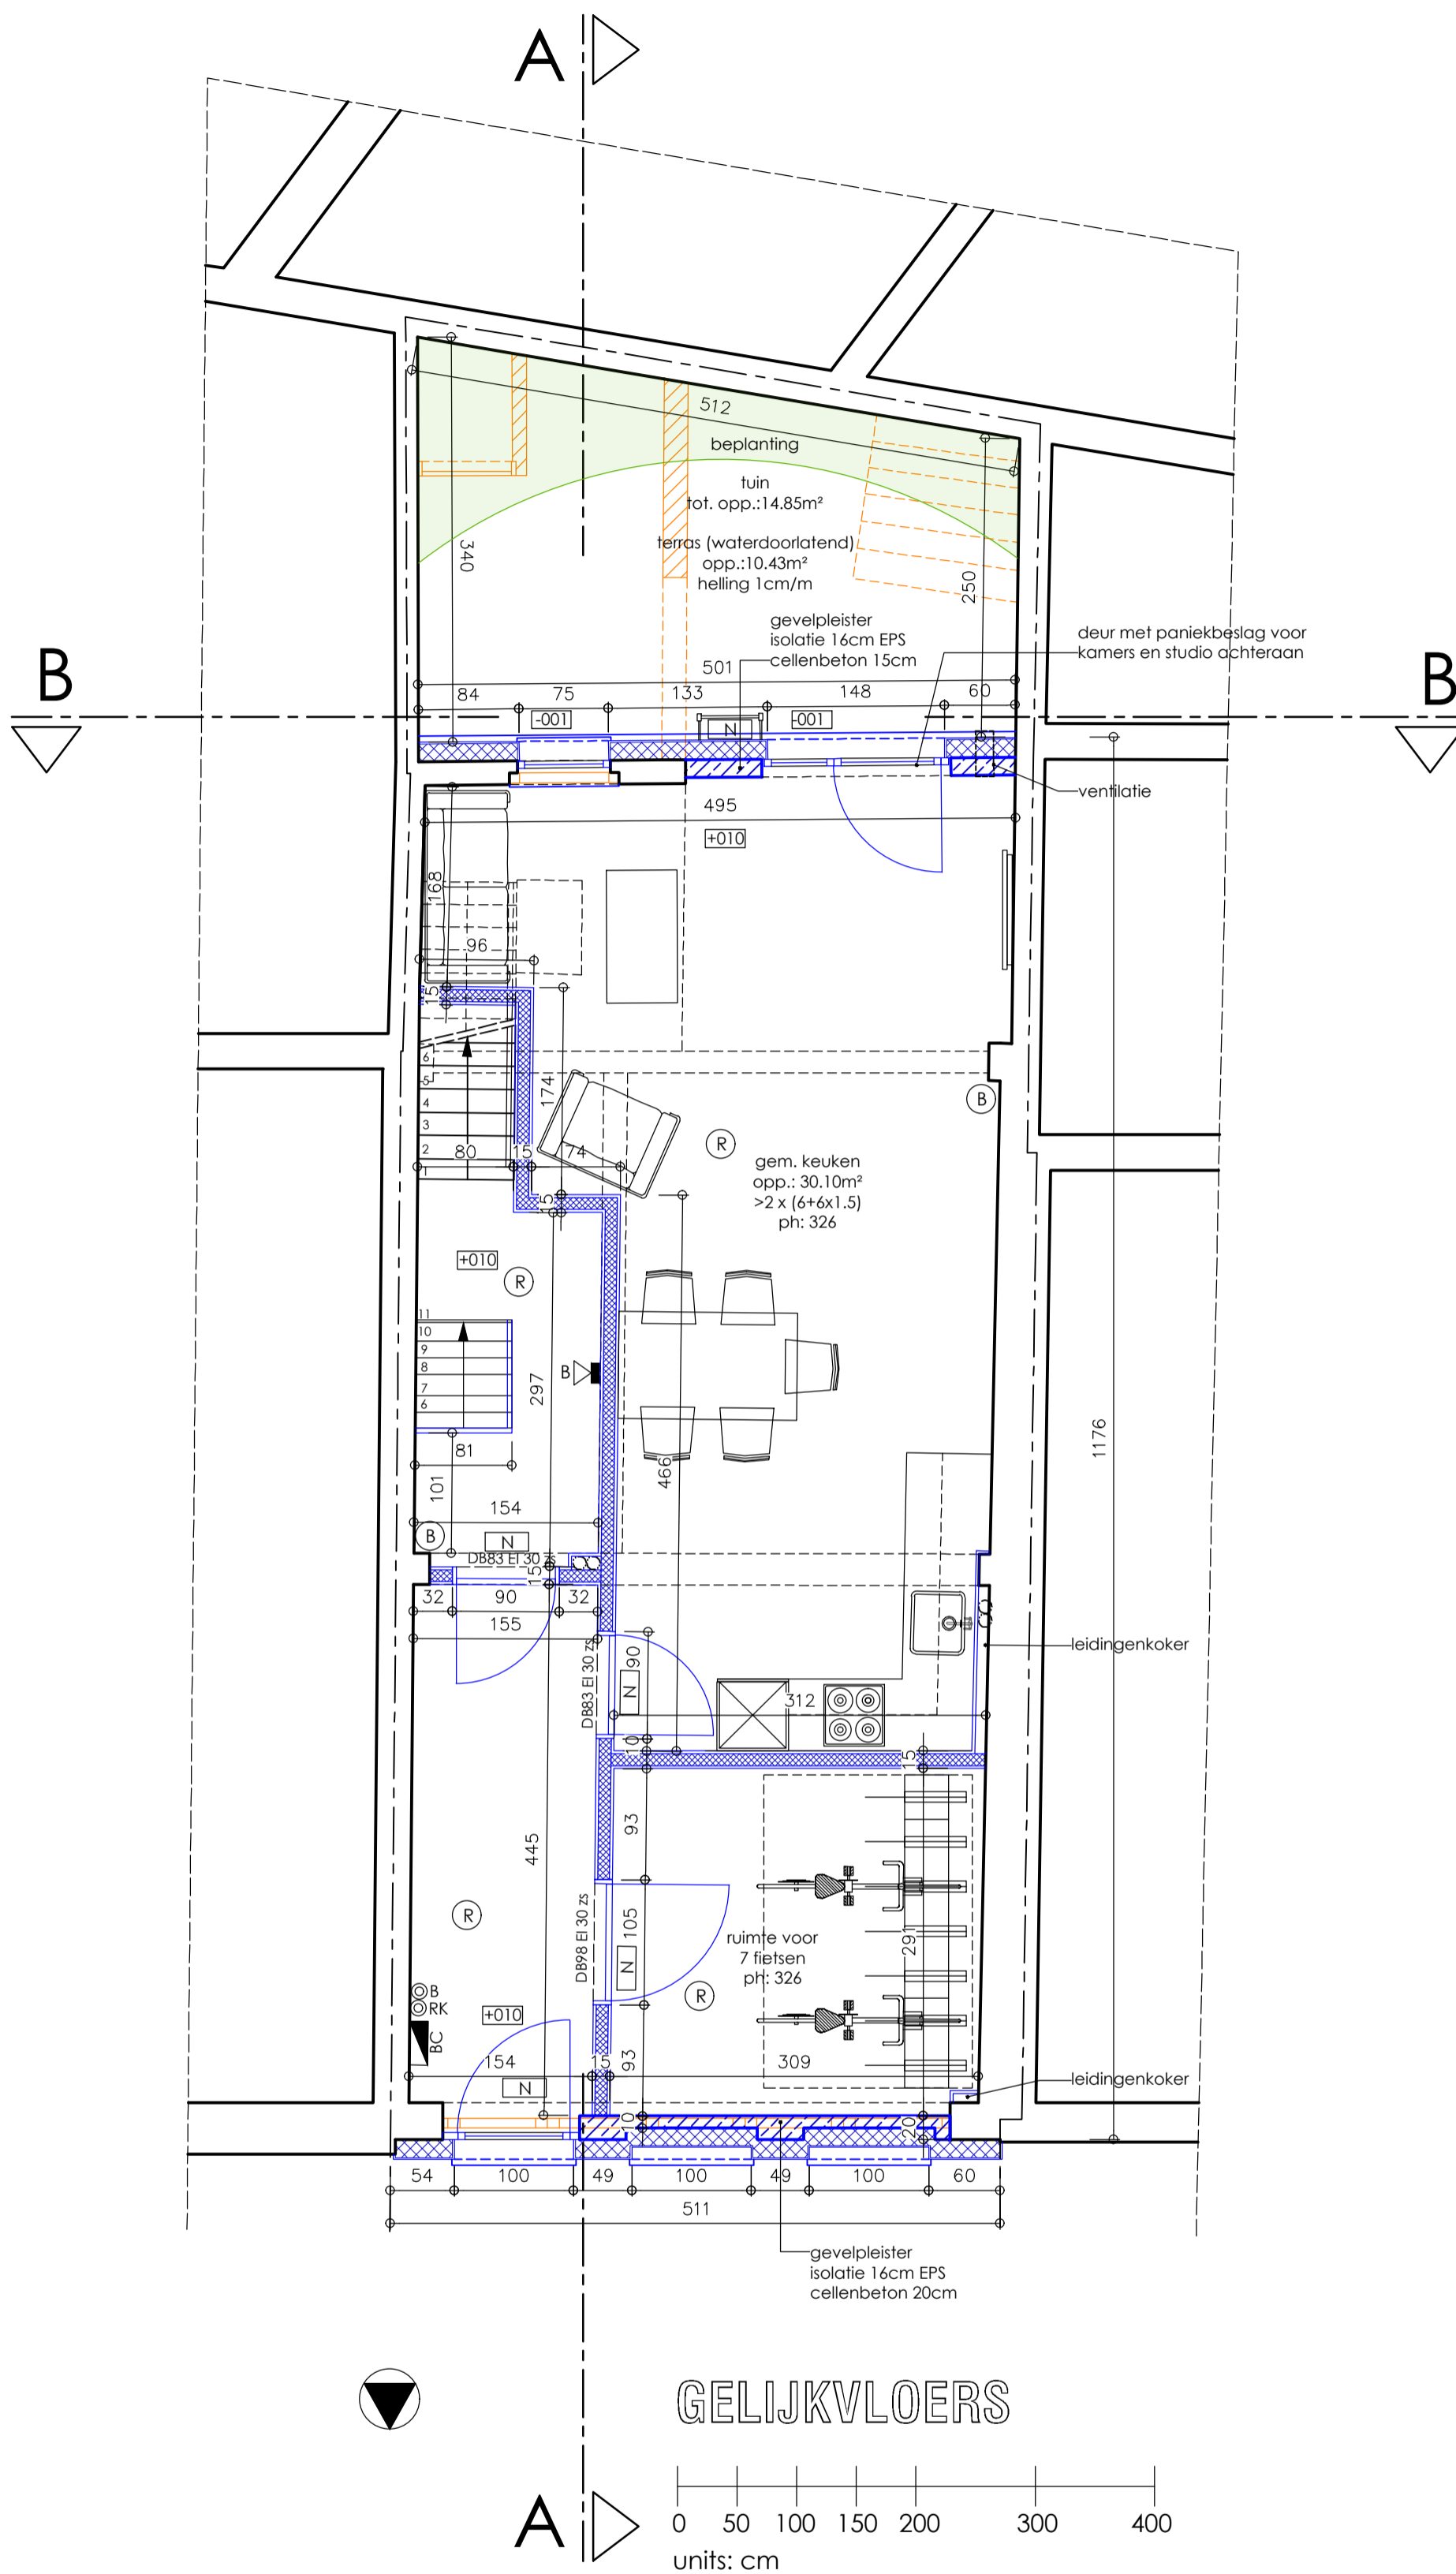 A
512
beplanting
tuin
tot. opp.:14.85m²
340
terras (waterdoorlatend)
opp.:10.43m²
helling 1cm/m
250
gevelpleister
isolatie 16cm EPS
cellenbeton 15cm
deur met paniekbeslag voor
kamers en studio achteraan
B
B
501
84
75
133
148
60
-001
N
-001
ventilatie
495
+010
168
96
15
6
5
4
3
2
1
174
80
15
74
15
B
R
gem. keuken
opp.: 30.10m²
>2 x (6+6x1.5)
ph: 326
+010
R
11
10
9
8
7
6
B
297
81
101
466
1176
154
B
N
DB83 EI 30 zs
15
32
90
32
155
DB83 EI 30 zs
N
90
leidingenkoker
312
10
15
445
93
R
DB98 EI 30 zs
N
105
ruimte voor
7 fietsen
ph: 326
291
R
B
RK
BC
+010
154
15
93
309
N
leidingenkoker
10
20
54
100
49
100
49
100
60
511
gevelpleister
isolatie 16cm EPS
cellenbeton 20cm
GELIJKVLOERS
A
0 50 100 150 200 300 400
units: cm